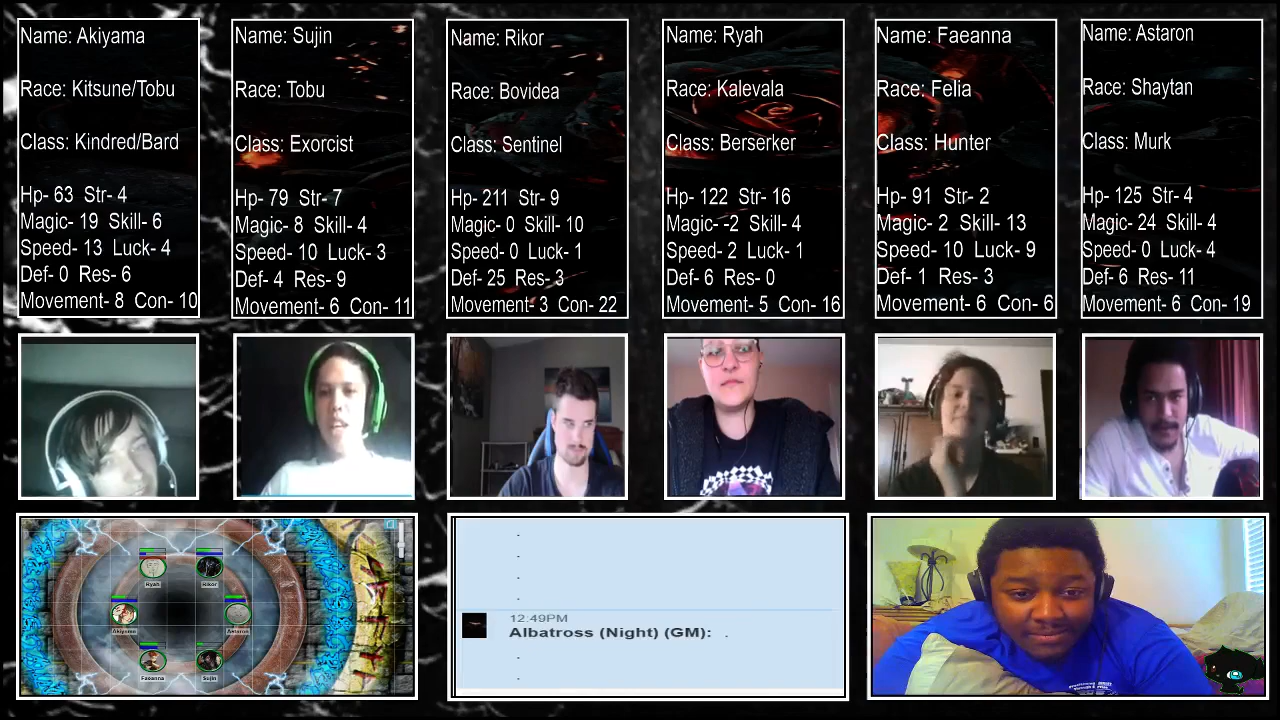 Name: Akiyama
Race: Kitsune/Tobu
Class: Kindred/Bard
Hp- 63 Str- 4
Magic- 19 Skill- 6
Speed- 13 Luck- 4
Def- 0 Res- 6
Movement- 8 Con- 10
Name: Sujin
Race: Tobu
Class: Exorcist
Hp- 79 Str- 7
Magic- 8 Skill- 4
Speed- 10 Luck- 3
Def- 4 Res- 9
Movement- 6 Con- 11
Name: Rikor
Race: Bovidea
Class: Sentinel
Hp- 211 Str- 9
Magic- 0 Skill- 10
Speed- 0 Luck- 1
Def- 25 Res- 3
Movement- 3 Con- 22
Name: Ryah
Race: Kalevala
Class: Berserker
Hp- 122 Str- 16
Magic- -2 Skill- 4
Speed- 2 Luck- 1
Def- 6 Res- 0
Movement- 5 Con- 16
Name: Faeanna
Race: Felia
Class: Hunter
Hp- 91 Str- 2
Magic- 2 Skill- 13
Speed- 10 Luck- 9
Def- 1 Res- 3
Movement- 6 Con- 6
Name: Astaron
Race: Shaytan
Class: Murk
Hp- 125 Str- 4
Magic- 24 Skill- 4
Speed- 0 Luck- 4
Def- 6 Res- 11
Movement- 6 Con- 19
Ryah
Rikor
Akiyama
Astaron
Faeanna
Sujin
12:49PM
Albatross (Night) (GM): .